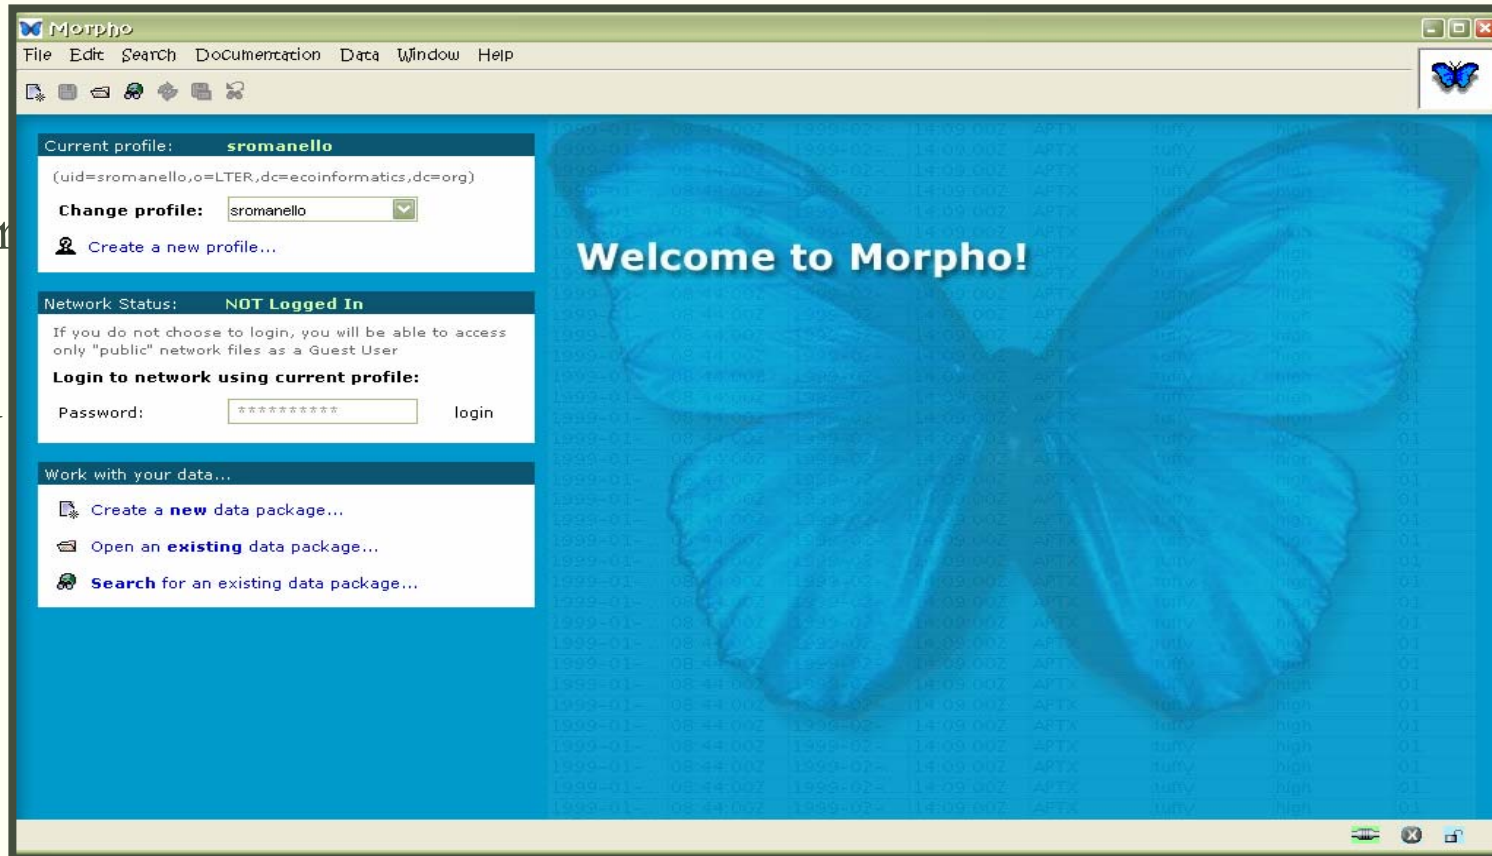 Morpho
File Edit Search Documentation Data Window Help
Current profile: sromanello
(uid=sromanello,o=LTER,dc=ecoinformatics,dc=org)
Change profile: sromanello
Create a new profile...
Network Status: NOT Logged In
If you do not choose to login, you will be able to access
only "public" network files as a Guest User
Login to network using current profile:
Password: ********** login
Work with your data...
Create a new data package...
Open an existing data package...
Search for an existing data package...
Welcome to Morpho!